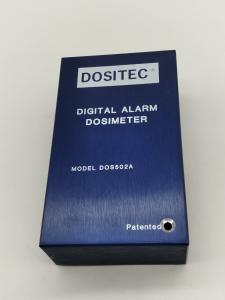 DOSITEC
DIGITAL ALARM
DOSIMETER
MODEL DOS502A
Patented